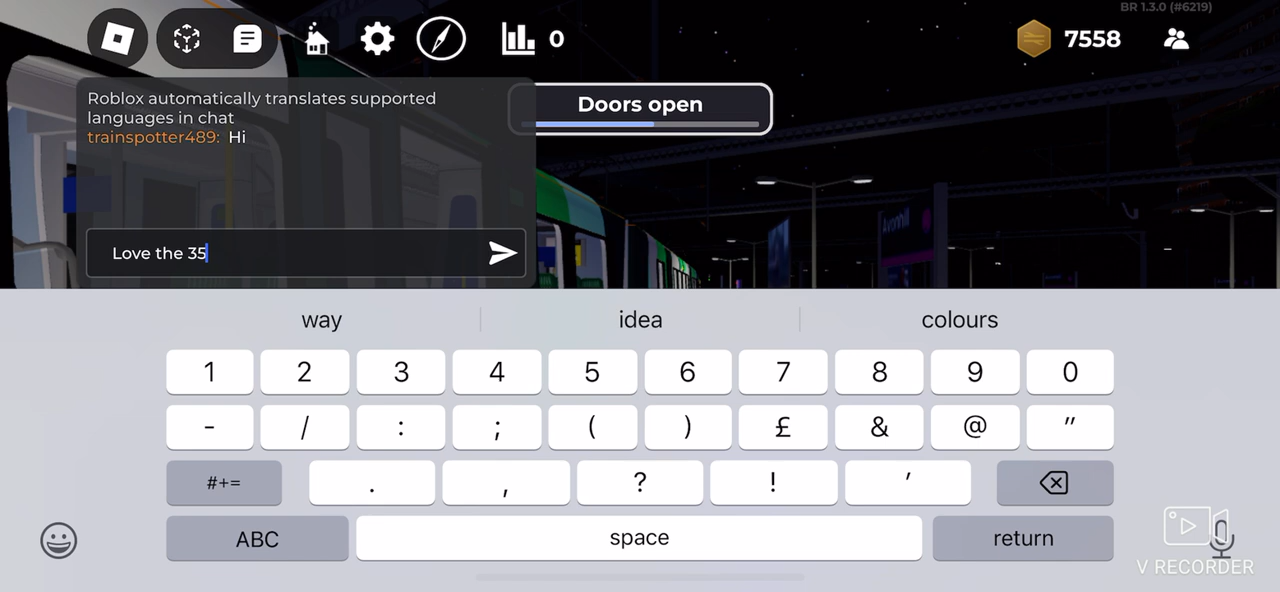 BR 1.3.0 (#6219)
0
7558
Roblox automatically translates supported
languages in chat
trainspotter489: Hi
Doors open
Love the 35
Avonhill
way idea colours
1 2 3 4 5 6 7 8 9 0
- / : ; ( ) £ & @ "
#+= . , ? ! '
ABC space return
V RECORDER